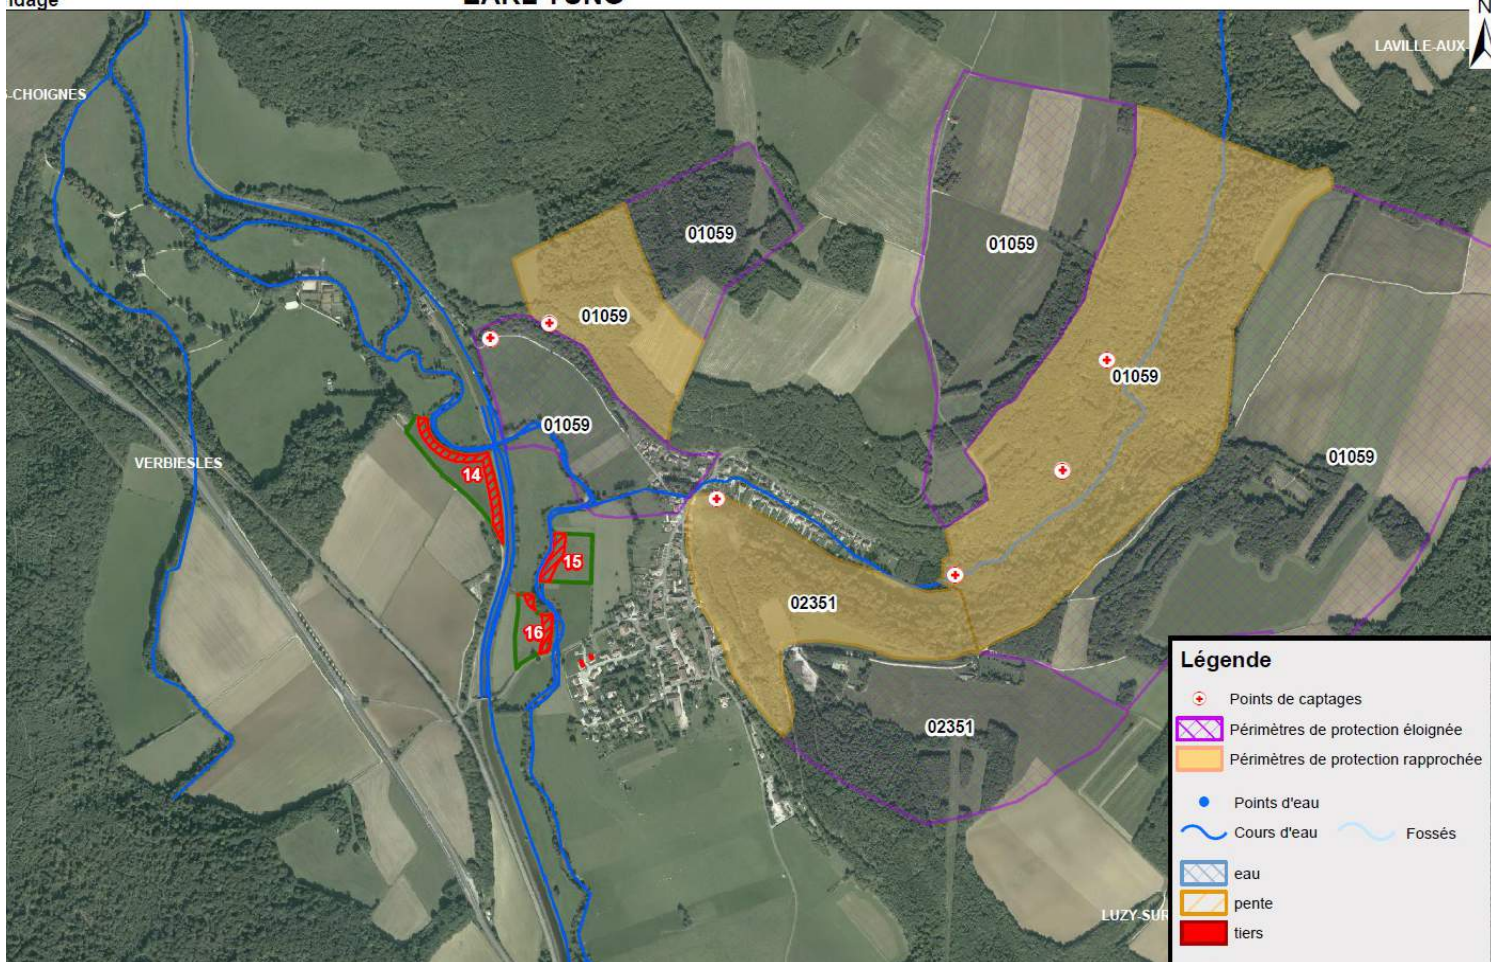 N
LAVILLE-AUX-
-CHOIGNES
01059
01059
01059
01059
01059
01059
VERBIESLES
14
15
16
02351
02351
LUZY-SUR
Légende
Points de captages
Périmètres de protection éloignée
Périmètres de protection rapprochée
Points d'eau
Cours d'eau
Fossés
eau
pente
tiers